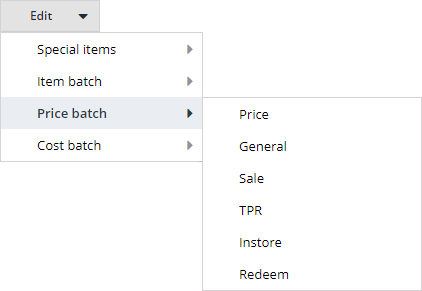 Edit
Special items
Item batch
Price batch
Cost batch
Price
General
Sale
TPR
Instore
Redeem